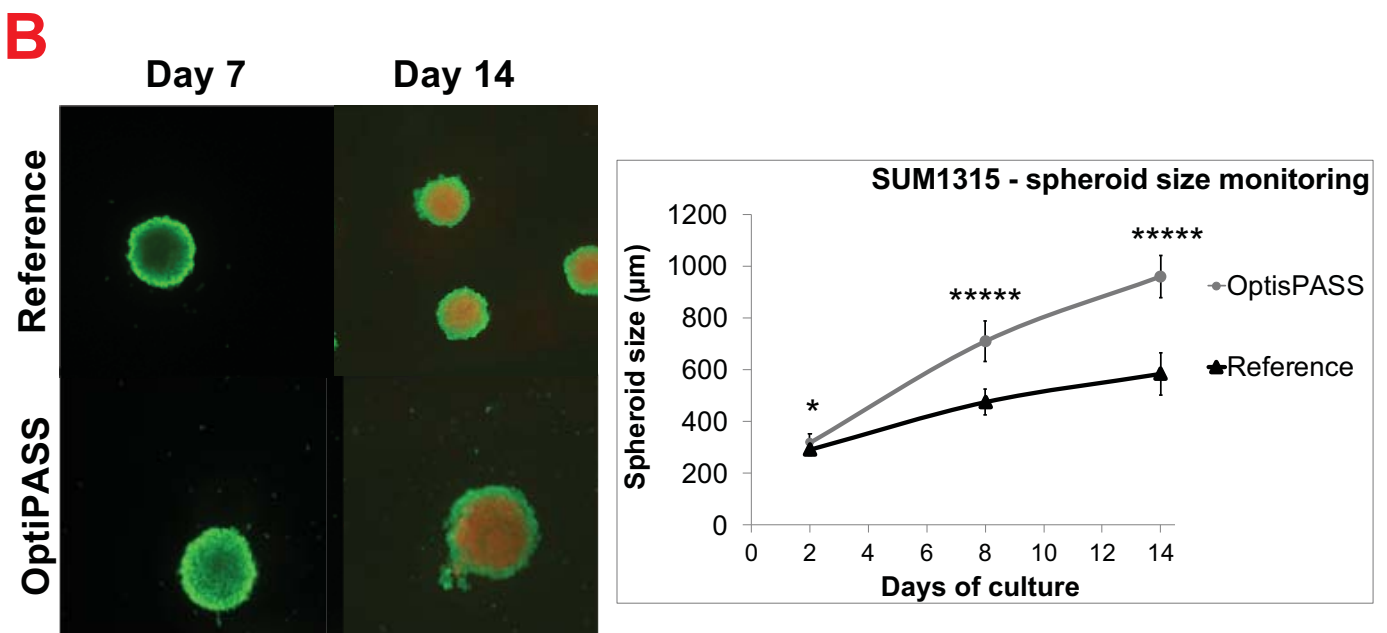 B
Day 7 Day 14
Reference
OptiPASS
SUM1315 - spheroid size monitoring
Spheroid size (µm)
1200
1000
800
600
400
200
0
*
*****
*****
OptisPASS
Reference
0 2 4 6 8 10 12 14
Days of culture